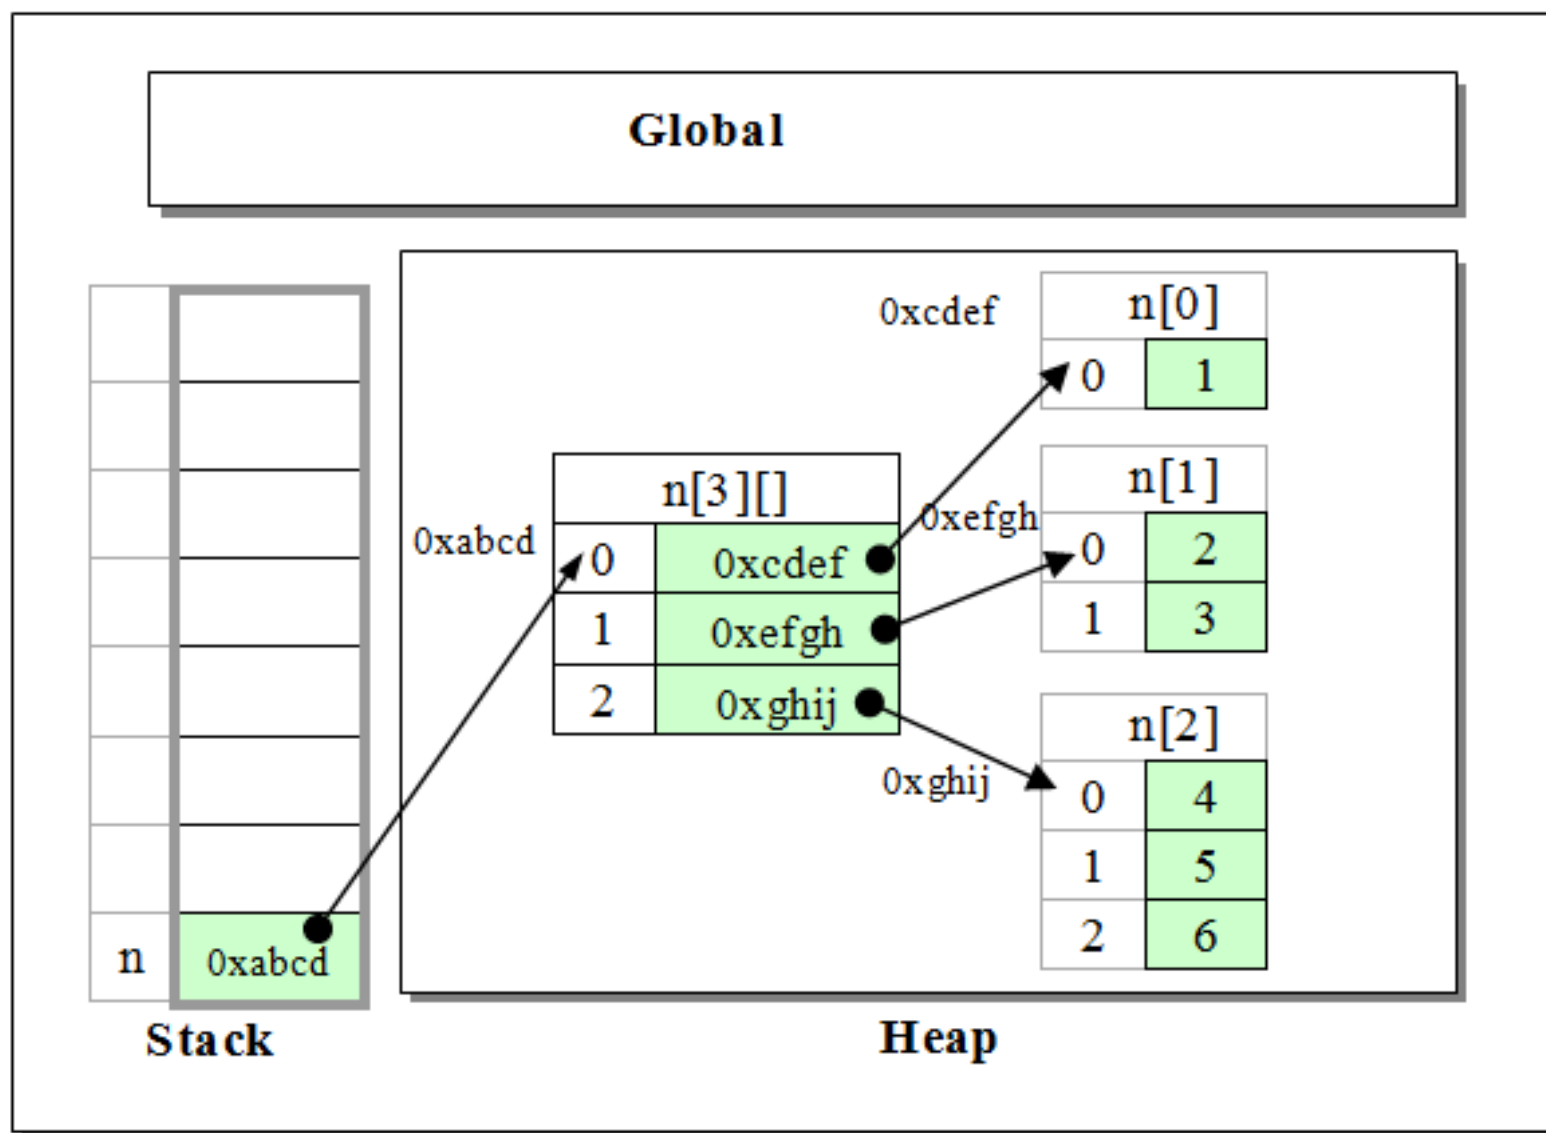 Global
0xcdef
n[0]
0 1
n[3][]
0xabcd
0 0xcdef
1 0xefgh
2 0xghij
0xefgh
n[1]
0 2
1 3
0xghij
n[2]
0 4
1 5
2 6
n 0xabcd
Stack
Heap